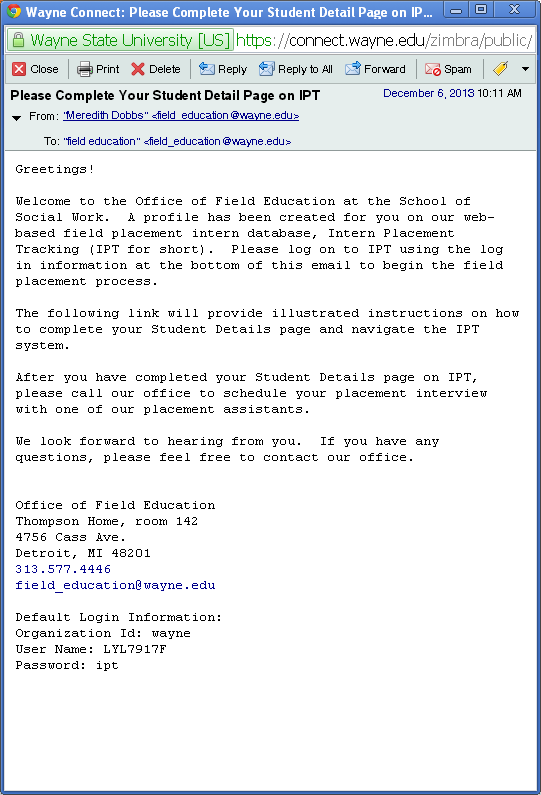 Wayne Connect: Please Complete Your Student Detail Page on IP...
Wayne State University [US] https://connect.wayne.edu/zimbra/public/
Close Print Delete Reply Reply to All Forward Spam
Please Complete Your Student Detail Page on IPT December 6, 2013 10:11 AM
From: "Meredith Dobbs" <field_education@wayne.edu>
To: "field education" <field_education@wayne.edu>
Greetings!
Welcome to the Office of Field Education at the School of
Social Work. A profile has been created for you on our web-
based field placement intern database, Intern Placement
Tracking (IPT for short). Please log on to IPT using the log
in information at the bottom of this email to begin the field
placement process.
The following link will provide illustrated instructions on how
to complete your Student Details page and navigate the IPT
system.
After you have completed your Student Details page on IPT,
please call our office to schedule your placement interview
with one of our placement assistants.
We look forward to hearing from you. If you have any
questions, please feel free to contact our office.
Office of Field Education
Thompson Home, room 142
4756 Cass Ave.
Detroit, MI 48201
313.577.4446
field_education@wayne.edu
Default Login Information:
Organization Id: wayne
User Name: LYL7917F
Password: ipt